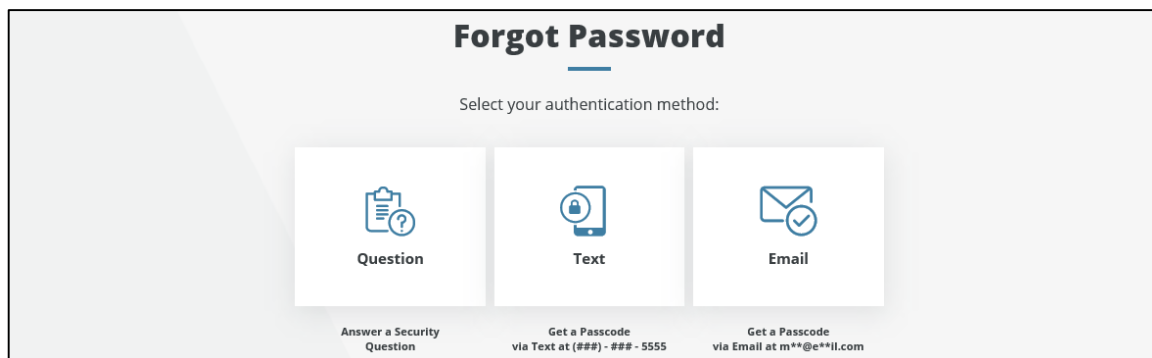 Forgot Password
Select your authentication method:
Question
Text
Email
Answer a Security
Question
Get a Passcode
via Text at (###) - ### - 5555
Get a Passcode
via Email at m**@e**il.com